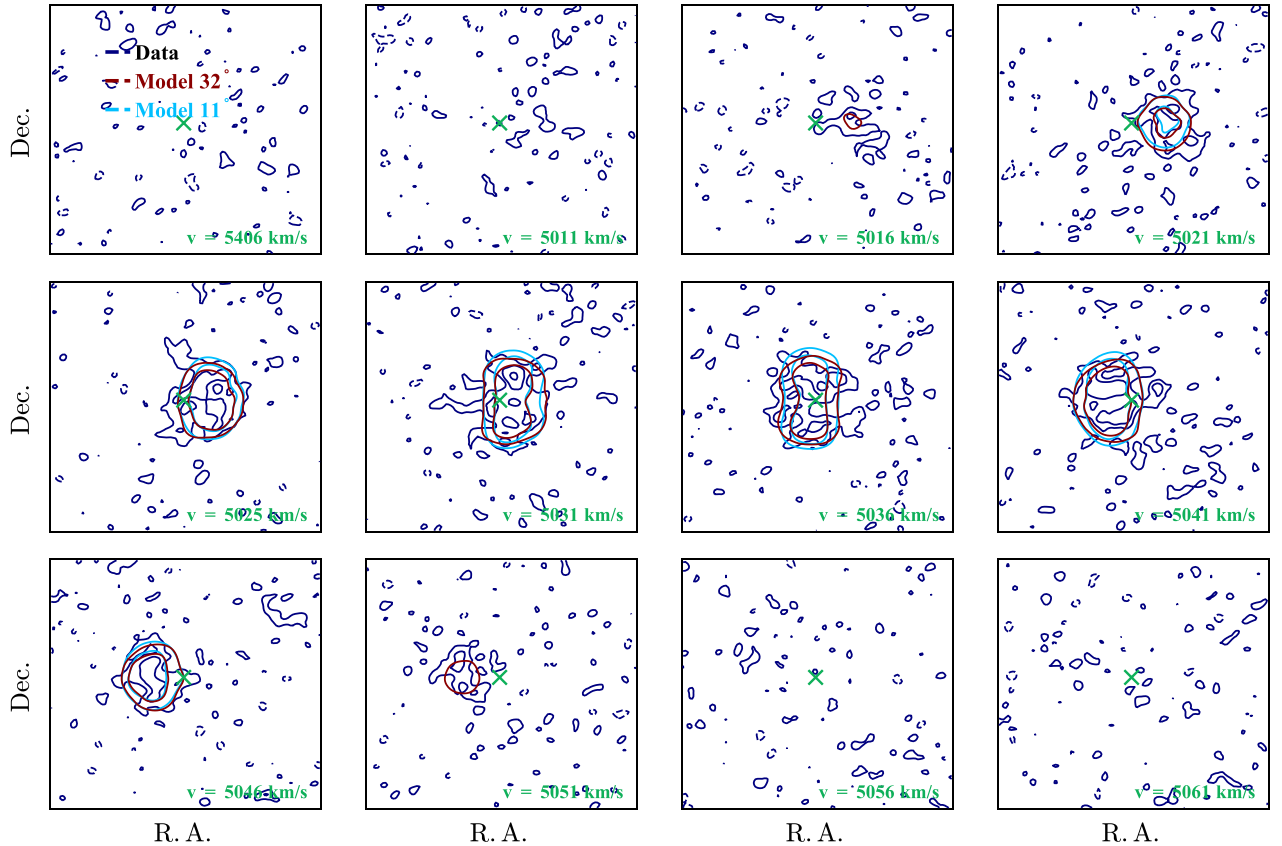 Data
Model 32°
Model 11°
Dec.
v = 5406 km/s
v = 5011 km/s
v = 5016 km/s
v = 5021 km/s
Dec.
v = 5025 km/s
v = 5031 km/s
v = 5036 km/s
v = 5041 km/s
Dec.
v = 5046 km/s
v = 5051 km/s
v = 5056 km/s
v = 5061 km/s
R. A.
R. A.
R. A.
R. A.